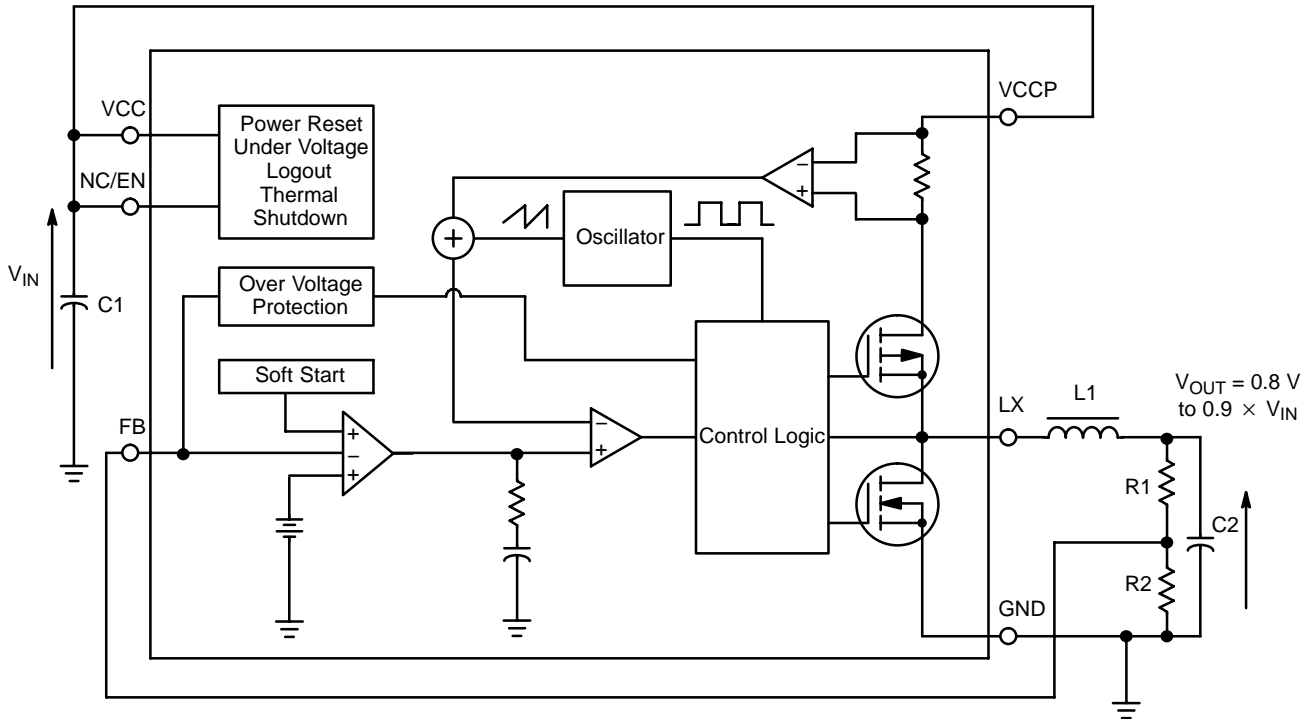 VCC
VCCP
Power Reset
Under Voltage
Logout
Thermal
Shutdown
−
+
NC/EN
+
Oscillator
VIN
C1
Over Voltage
Protection
Soft Start
VOUT = 0.8 V
to 0.9 × VIN
FB
+
−
+
−
+
Control Logic
LX
L1
R1
C2
R2
GND